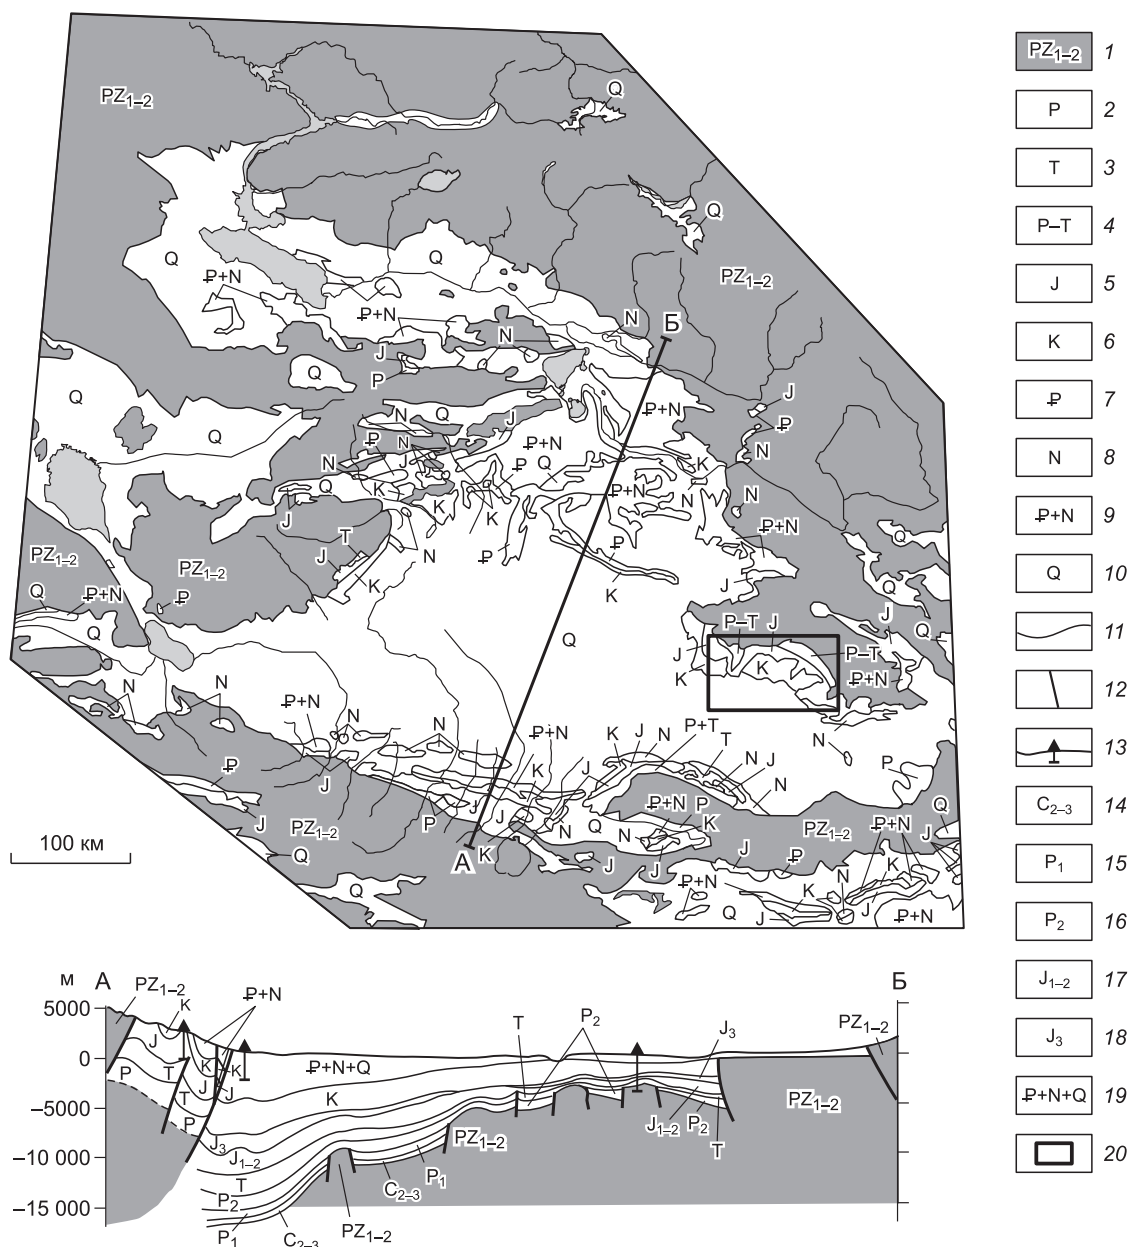 PZ1–2
Q
Q
Q
Q
PZ1–2
Ᵽ+N
Ᵽ+N
N
N
Б
J
P
Q
Q
Q
Q
J
Ᵽ+N
J
Ᵽ
N
Ᵽ
N
N
J
Ᵽ+N
Ᵽ
Q
K
N
Q
K
K
K
Ᵽ+N
N
N
J
T
N
Ᵽ
Ᵽ
Ᵽ+N
Q
PZ1–2
PZ1–2
J
K
K
J
Q
Ᵽ+N
Ᵽ
Q
Q
J
Q
P–T
J
P–T
J
K
K
Ᵽ+N
N
N
Ᵽ+N
N
N
Ᵽ+N
K
J
N
P+T
T
N
P
Ᵽ
J
K
J
N
J
N
J
PZ1–2
P
J
J
N
Q
Ᵽ+N
P
K
N
PZ1–2
Ᵽ+N
Q
J
100 км
Q
А
K
J
J
J
Ᵽ
K
N
Q
Ᵽ+N
K
Q
J
J
Ᵽ+N
PZ1–2 1
P 2
T 3
P–T 4
J 5
K 6
Ᵽ 7
N 8
Ᵽ+N 9
Q 10
11
12
13
C2–3 14
P1 15
P2 16
J1–2 17
J3 18
Ᵽ+N+Q 19
20
м
А
Б
PZ1–2
K
Ᵽ+N
5000
0
–5000
–10 000
–15 000
J
K
K
J
P
T
J
T
P
J3
J1–2
T
P2
P1
C2–3
Ᵽ+N+Q
K
T
P2
J3
PZ1–2
PZ1–2
P1
C2–3
PZ1–2
J1–2
P2
T
PZ1–2